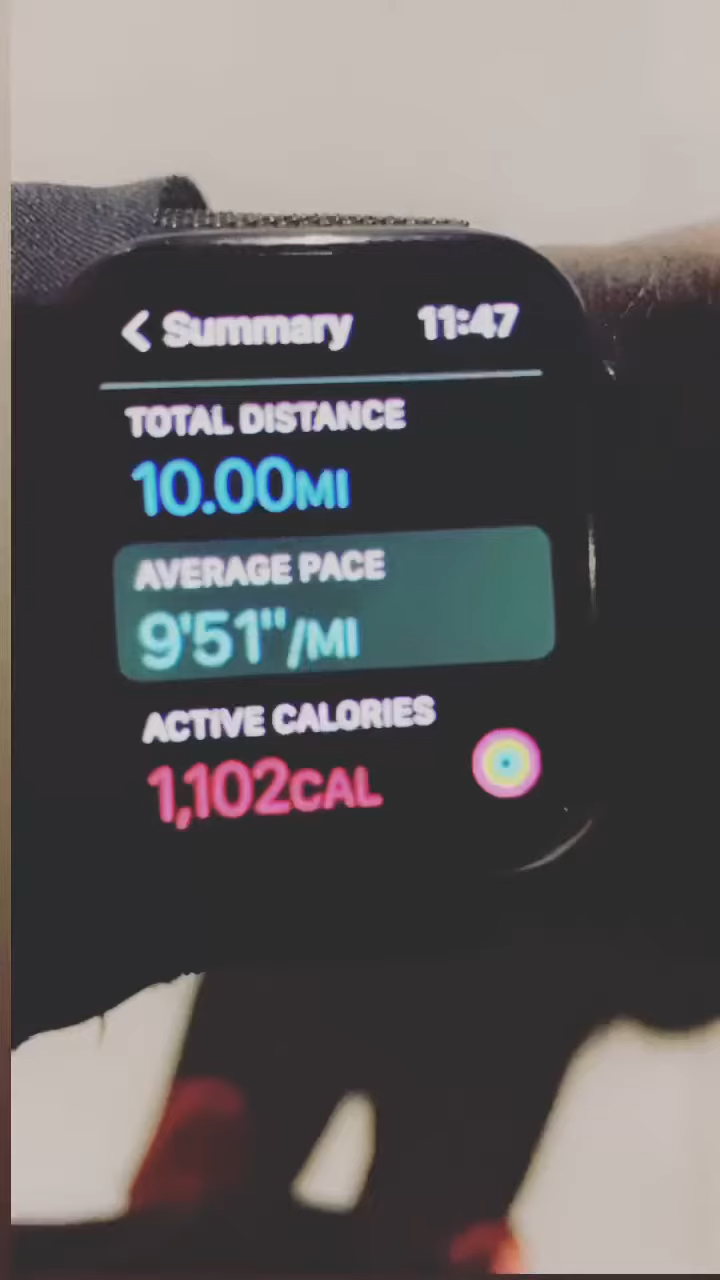 < Summary 11:47
TOTAL DISTANCE
10.00MI
AVERAGE PACE
9'51"/MI
ACTIVE CALORIES
1,102CAL